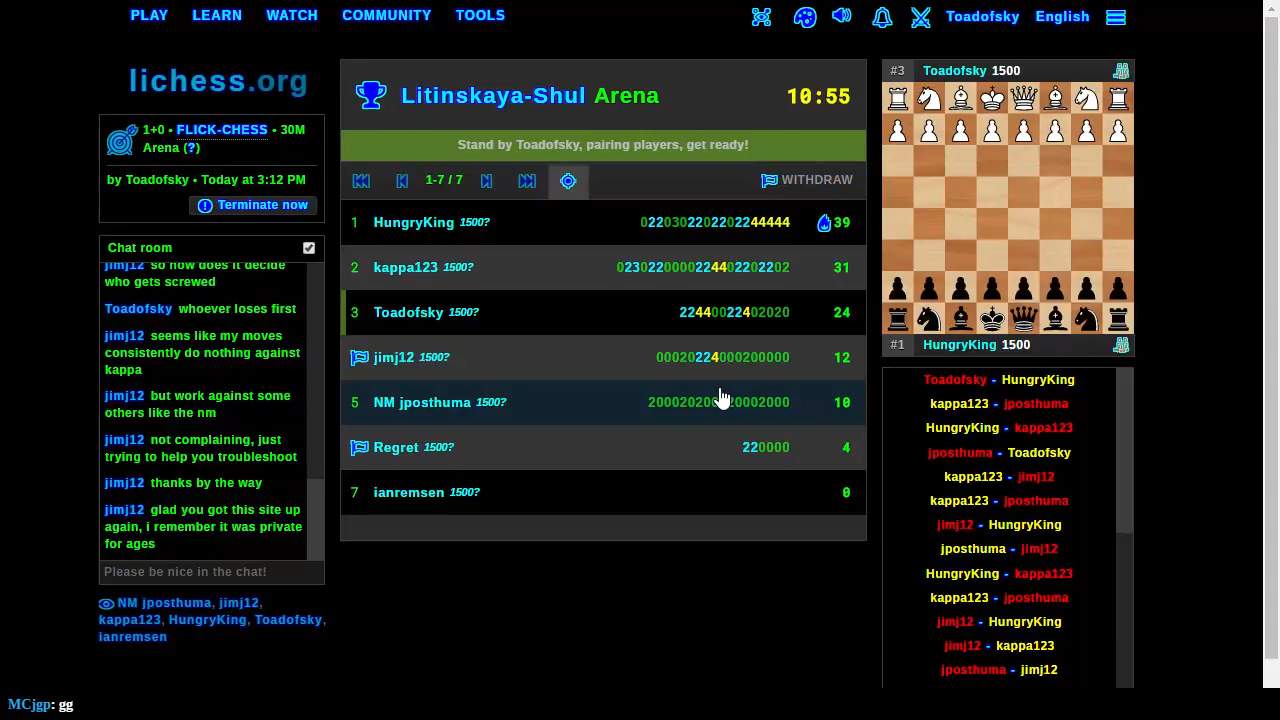 PLAY LEARN WATCH COMMUNITY TOOLS Toadofsky English
lichess.org
1+0 • FLICK-CHESS • 30M
Arena (?)
by Toadofsky • Today at 3:12 PM
Terminate now
Chat room
jimj12 so how does it decide
who gets screwed
Toadofsky whoever loses first
jimj12 seems like my moves
consistently do nothing against
kappa
jimj12 but work against some
others like the nm
jimj12 not complaining, just
trying to help you troubleshoot
jimj12 thanks by the way
jimj12 glad you got this site up
again, i remember it was private
for ages
Please be nice in the chat!
NM jposthuma, jimj12,
kappa123, HungryKing, Toadofsky,
ianremsen
Litinskaya-Shul Arena 10:55
Stand by Toadofsky, pairing players, get ready!
1-7 / 7 WITHDRAW
1 HungryKing 1500? 0220302202202244444 39
2 kappa123 1500? 0230220000224402202202 31
3 Toadofsky 1500? 22440022402020 24
jimj12 1500? 00020224000200000 12
5 NM jposthuma 1500? 10
Regret 1500? 220000 4
7 ianremsen 1500? 0
#3 Toadofsky 1500
#1 HungryKing 1500
Toadofsky - HungryKing
kappa123 - jposthuma
HungryKing - kappa123
jposthuma - Toadofsky
kappa123 - jimj12
kappa123 - jposthuma
jimj12 - HungryKing
jposthuma - jimj12
HungryKing - kappa123
kappa123 - jposthuma
jimj12 - HungryKing
jimj12 - kappa123
jposthuma - jimj12
MCjgp: gg